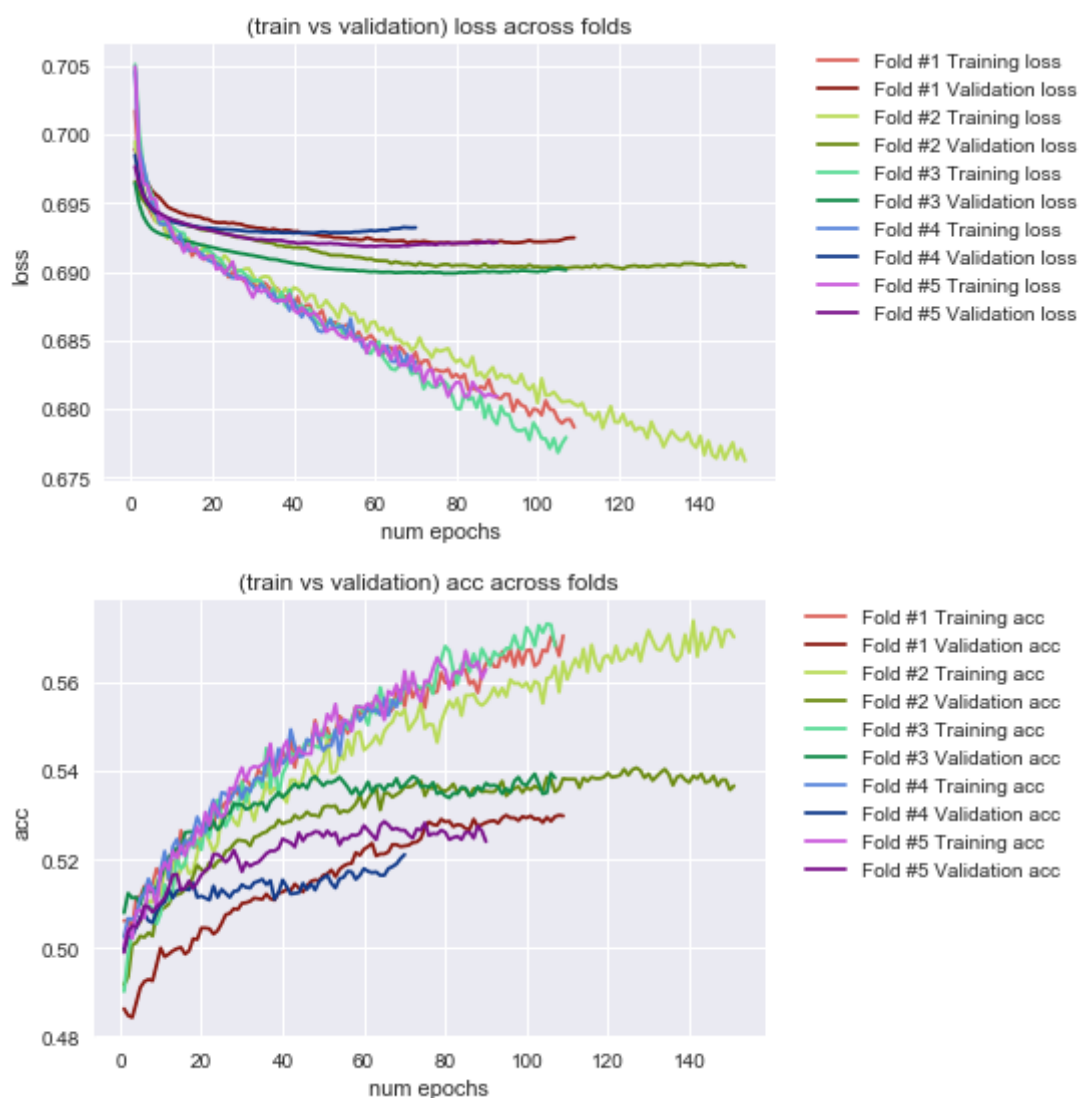 (train vs validation) loss across folds
0.705
0.700
0.695
0.690
0.685
0.680
0.675
loss
0 20 40 60 80 100 120 140
num epochs
Fold #1 Training loss
Fold #1 Validation loss
Fold #2 Training loss
Fold #2 Validation loss
Fold #3 Training loss
Fold #3 Validation loss
Fold #4 Training loss
Fold #4 Validation loss
Fold #5 Training loss
Fold #5 Validation loss
(train vs validation) acc across folds
0.56
0.54
0.52
0.50
0.48
acc
0 20 40 60 80 100 120 140
num epochs
Fold #1 Training acc
Fold #1 Validation acc
Fold #2 Training acc
Fold #2 Validation acc
Fold #3 Training acc
Fold #3 Validation acc
Fold #4 Training acc
Fold #4 Validation acc
Fold #5 Training acc
Fold #5 Validation acc